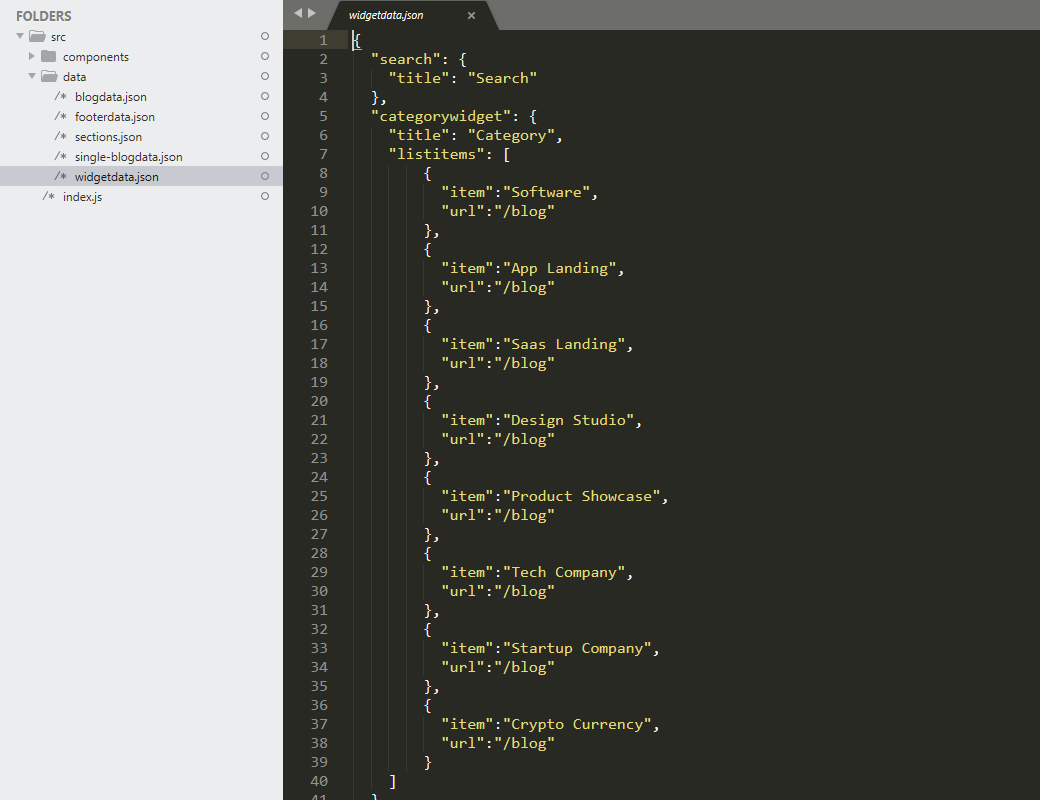 FOLDERS
src
components
data
/* blogdata.json
/* footerdata.json
/* sections.json
/* single-blogdata.json
/* widgetdata.json
/* index.js
widgetdata.json ×
1 {
2 "search": {
3 "title": "Search"
4 },
5 "categorywidget": {
6 "title": "Category",
7 "listitems": [
8 {
9 "item":"Software",
10 "url":"/blog"
11 },
12 {
13 "item":"App Landing",
14 "url":"/blog"
15 },
16 {
17 "item":"Saas Landing",
18 "url":"/blog"
19 },
20 {
21 "item":"Design Studio",
22 "url":"/blog"
23 },
24 {
25 "item":"Product Showcase",
26 "url":"/blog"
27 },
28 {
29 "item":"Tech Company",
30 "url":"/blog"
31 },
32 {
33 "item":"Startup Company",
34 "url":"/blog"
35 },
36 {
37 "item":"Crypto Currency",
38 "url":"/blog"
39 }
40 ]
41 }